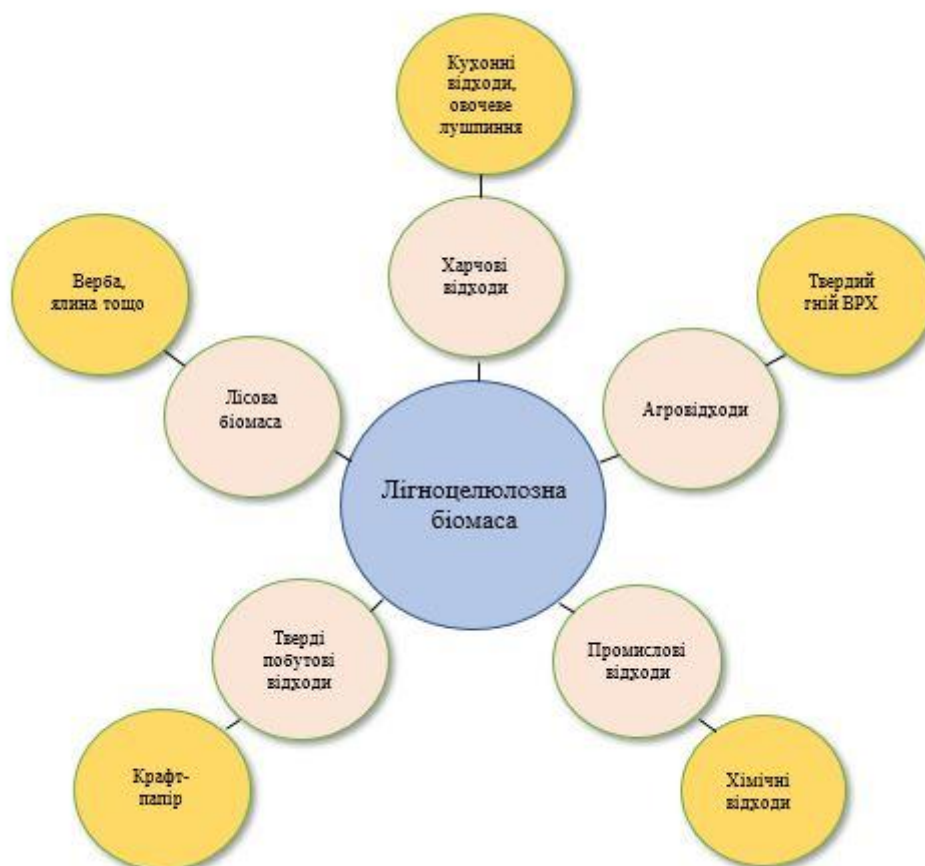 Кухонні
відходи,
овочеве
лушпиння
Харчові
відходи
Верба,
ялина тощо
Твердий
гній ВРХ
Лісова
біомаса
Агровідходи
Лігноцелюлозна
біомаса
Тверді
побутові
відходи
Промислові
відходи
Крафт-
папір
Хімічні
відходи